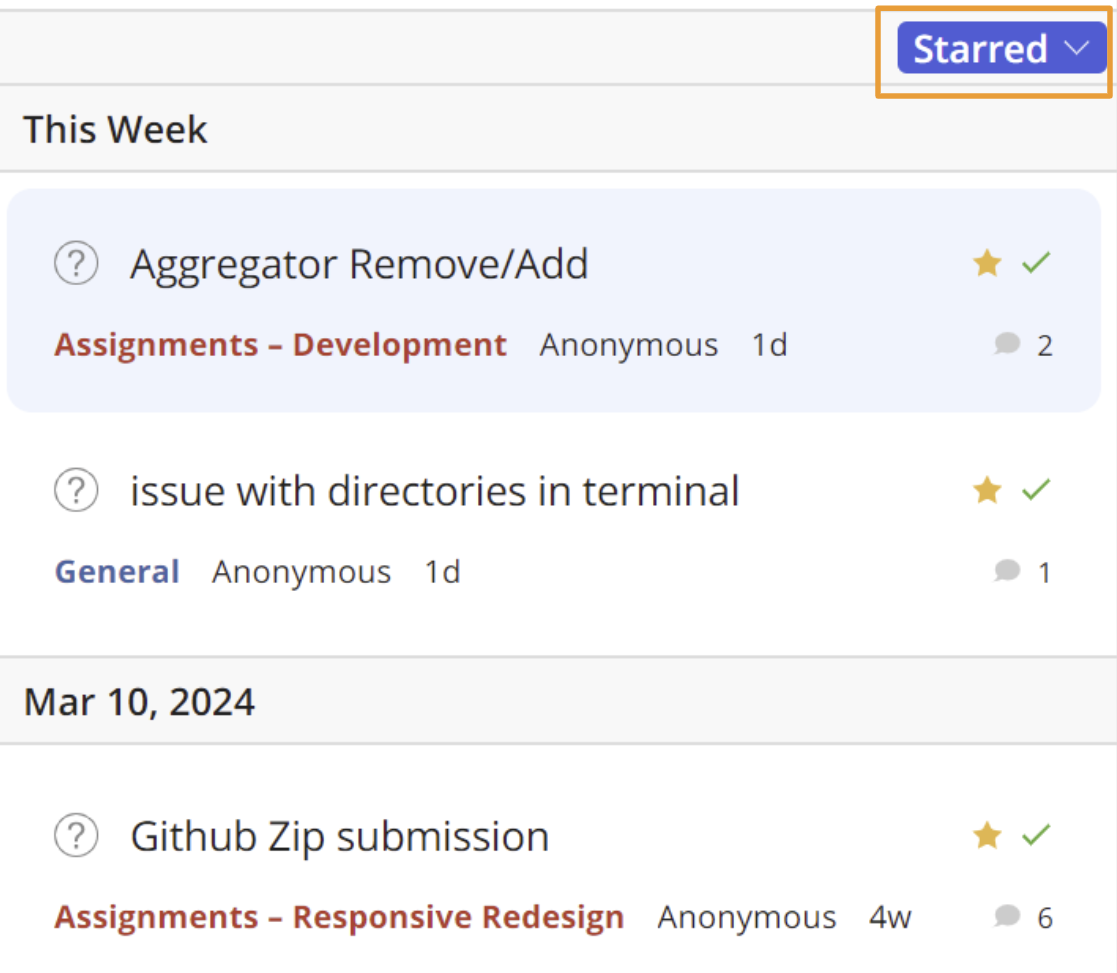 Starred
This Week
? Aggregator Remove/Add
Assignments – Development Anonymous 1d 2
? issue with directories in terminal
General Anonymous 1d 1
Mar 10, 2024
? Github Zip submission
Assignments – Responsive Redesign Anonymous 4w 6